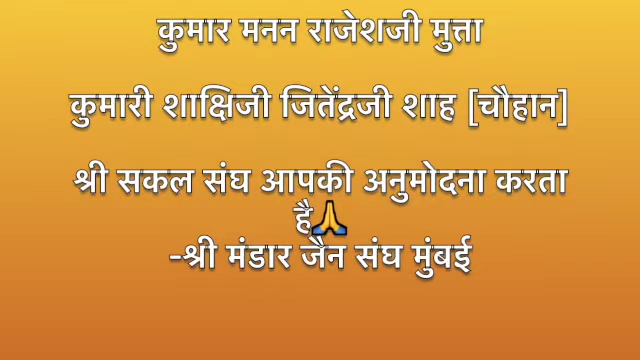 कुमार मनन राजेशजी मुत्ता
कुमारी शाक्षिजी जितेंद्रजी शाह [चौहान]
श्री सकल संघ आपकी अनुमोदना करता
है🙏
-श्री मंडार जैन संघ मुंबई